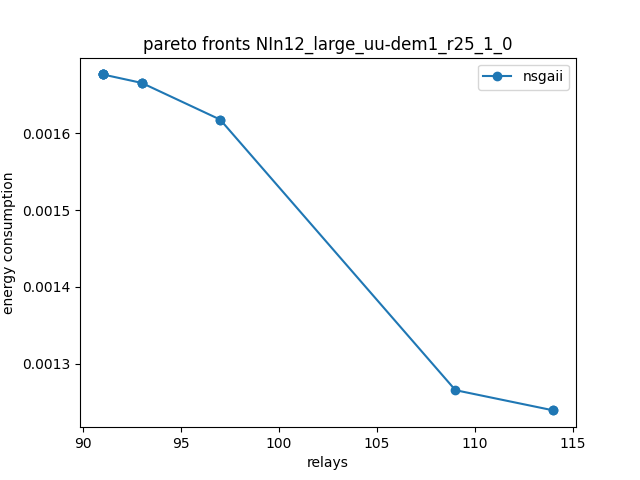 pareto fronts NIn12_large_uu-dem1_r25_1_0
nsgaii
energy consumption
0.0016
0.0015
0.0014
0.0013
90 95 100 105 110 115
relays